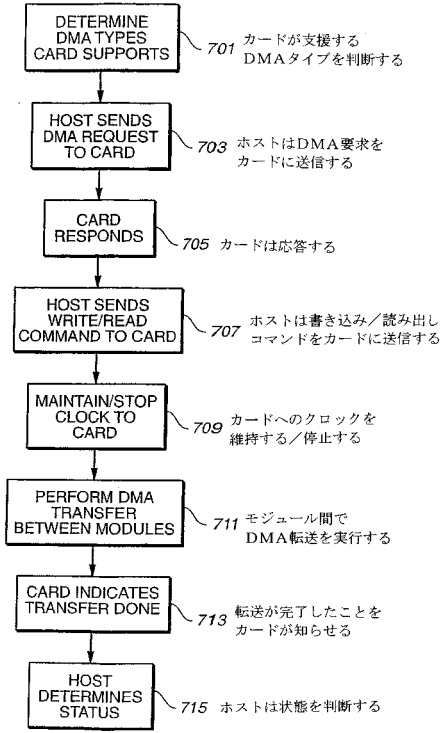 DETERMINE
DMA TYPES
CARD SUPPORTS
701 カードが支援する
DMAタイプを判断する
HOST SENDS
DMA REQUEST
TO CARD
703 ホストはDMA要求を
カードに送信する
CARD
RESPONDS
705 カードは応答する
HOST SENDS
WRITE/READ
COMMAND TO CARD
707 ホストは書き込み/読み出し
コマンドをカードに送信する
MAINTAIN/STOP
CLOCK TO
CARD
709 カードへのクロックを
維持する/停止する
PERFORM DMA
TRANSFER
BETWEEN MODULES
711 モジュール間で
DMA転送を実行する
CARD INDICATES
TRANSFER DONE
713 転送が完了したことを
カードが知らせる
HOST
DETERMINES
STATUS
715 ホストは状態を判断する